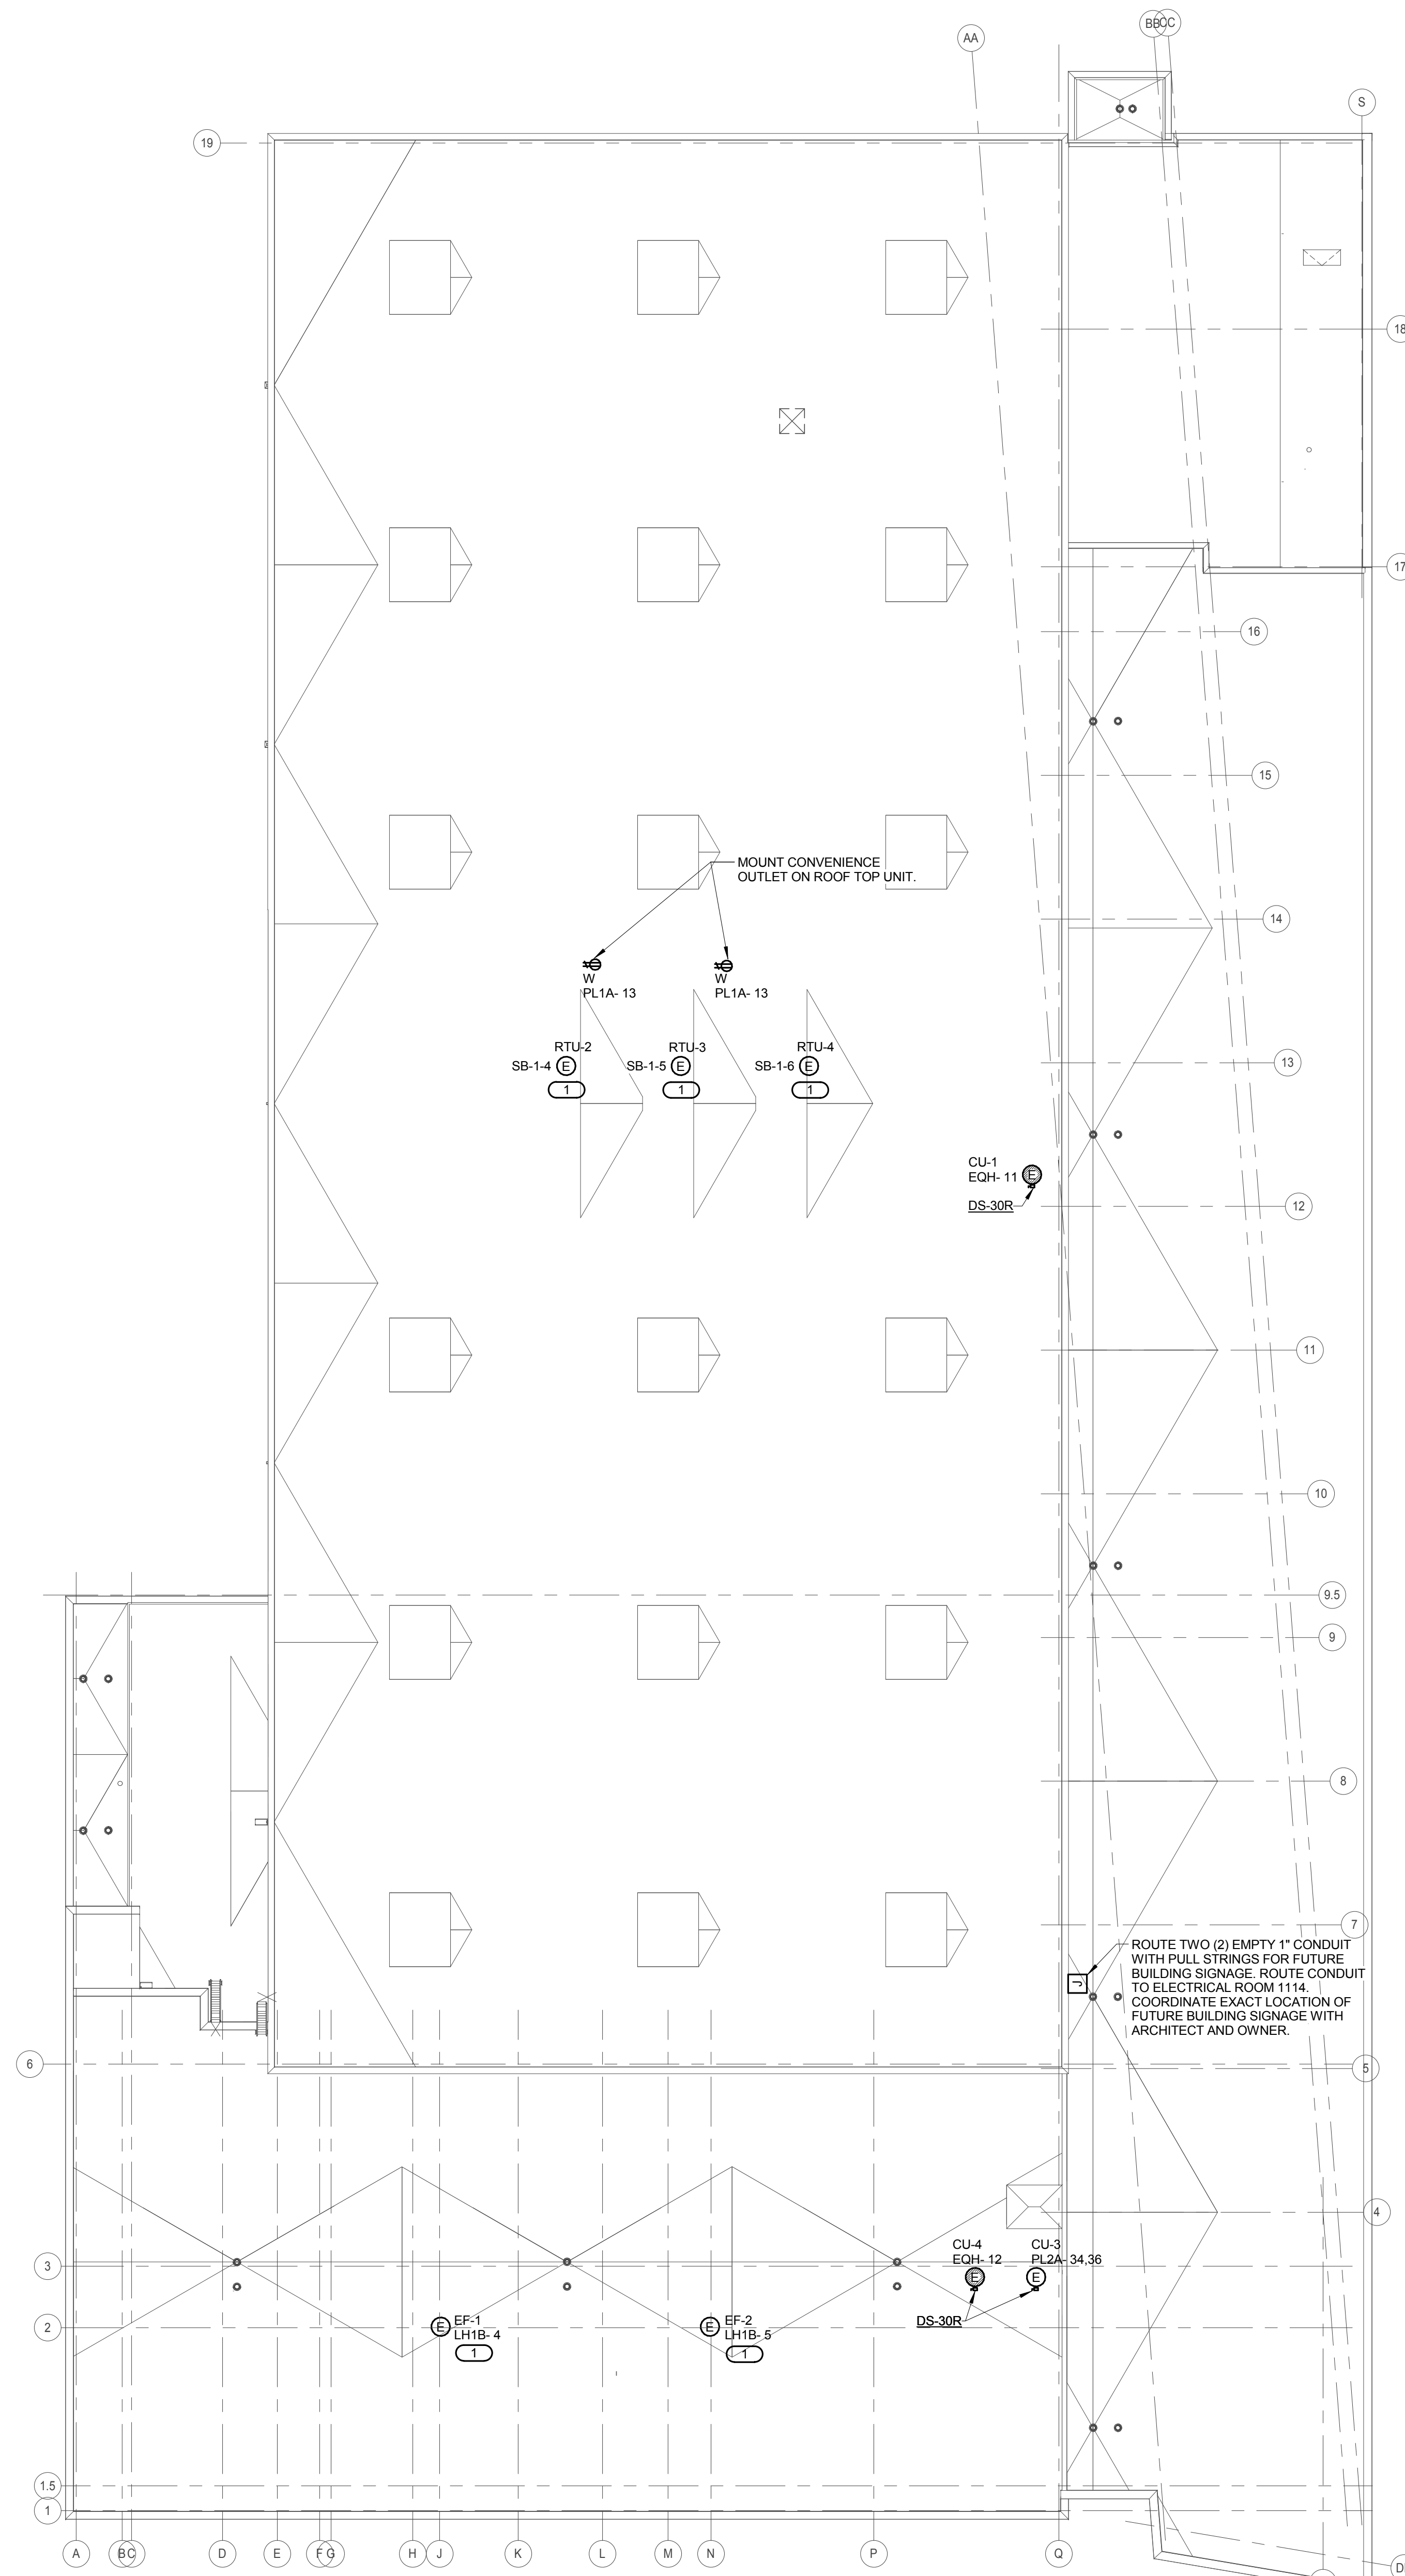 AA
BB
CC
S
19
18
17
16
15
MOUNT CONVENIENCE
OUTLET ON ROOF TOP UNIT.
14
W
PL1A- 13
W
PL1A- 13
RTU-2
SB-1-4
E
1
RTU-3
SB-1-5
E
1
RTU-4
SB-1-6
E
1
13
CU-1
EQH- 11
E
DS-30R
12
11
10
9.5
9
8
7
ROUTE TWO (2) EMPTY 1" CONDUIT
WITH PULL STRINGS FOR FUTURE
BUILDING SIGNAGE. ROUTE CONDUIT
TO ELECTRICAL ROOM 1114.
COORDINATE EXACT LOCATION OF
FUTURE BUILDING SIGNAGE WITH
ARCHITECT AND OWNER.
J
6
5
4
3
CU-4
EQH- 12
E
CU-3
PL2A- 34,36
E
DS-30R
2
E
EF-1
LH1B- 4
1
E
EF-2
LH1B- 5
1
1.5
1
A
B
C
D
E
F
G
H
J
K
L
M
N
P
Q